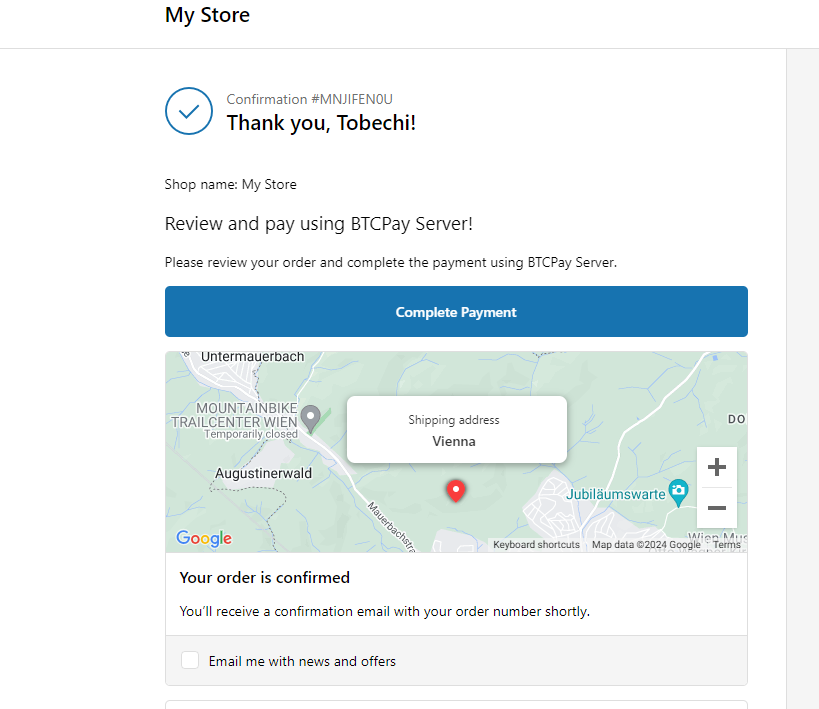 My Store
Confirmation #MNJIFEN0U
Thank you, Tobechi!
Shop name: My Store
Review and pay using BTCPay Server!
Please review your order and complete the payment using BTCPay Server.
Complete Payment
Untermauerbach
MOUNTAINBIKE
TRAILCENTER WIEN
Temporarily closed
Shipping address
Vienna
DO
Augustinerwald
Jubiläumswarte
Mauerbachstra
Google
Wien Mus
Keyboard shortcuts
Map data ©2024 Google
Terms
Your order is confirmed
You’ll receive a confirmation email with your order number shortly.
Email me with news and offers